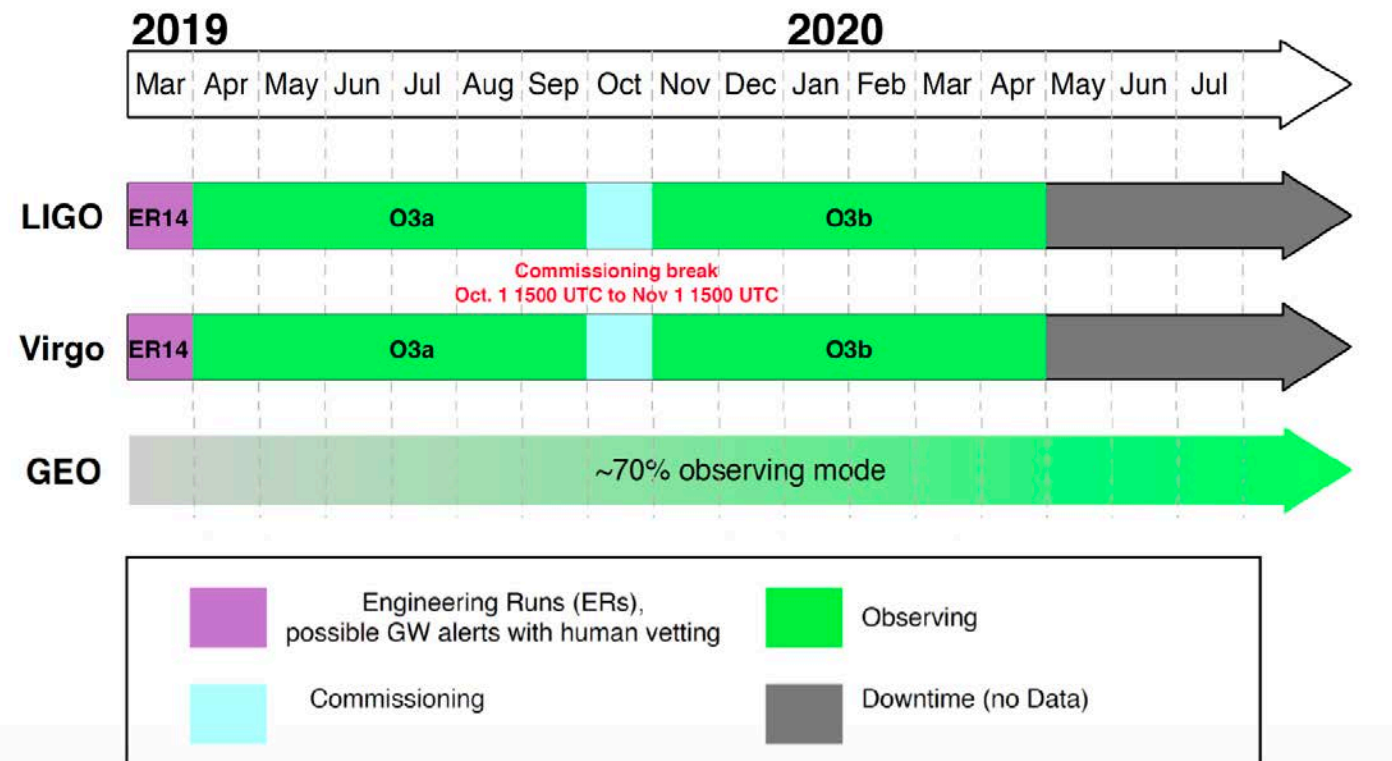 2019 2020
Mar Apr May Jun Jul Aug Sep Oct Nov Dec Jan Feb Mar Apr May Jun Jul
LIGO ER14 O3a O3b
Commissioning break
Oct. 1 1500 UTC to Nov 1 1500 UTC
Virgo ER14 O3a O3b
GEO ~70% observing mode
Engineering Runs (ERs),
possible GW alerts with human vetting
Observing
Commissioning
Downtime (no Data)